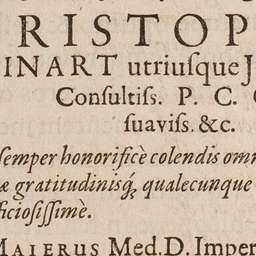 RISTOP
INART utriuſque J
Conſultiſſ. P. C.
ſuaviſſ. &c.
ſemper honorificè colendis omn
æ gratitudinisq́; qualecunque
ficioſiſſimè.
MAIERUS Med. D. Imper